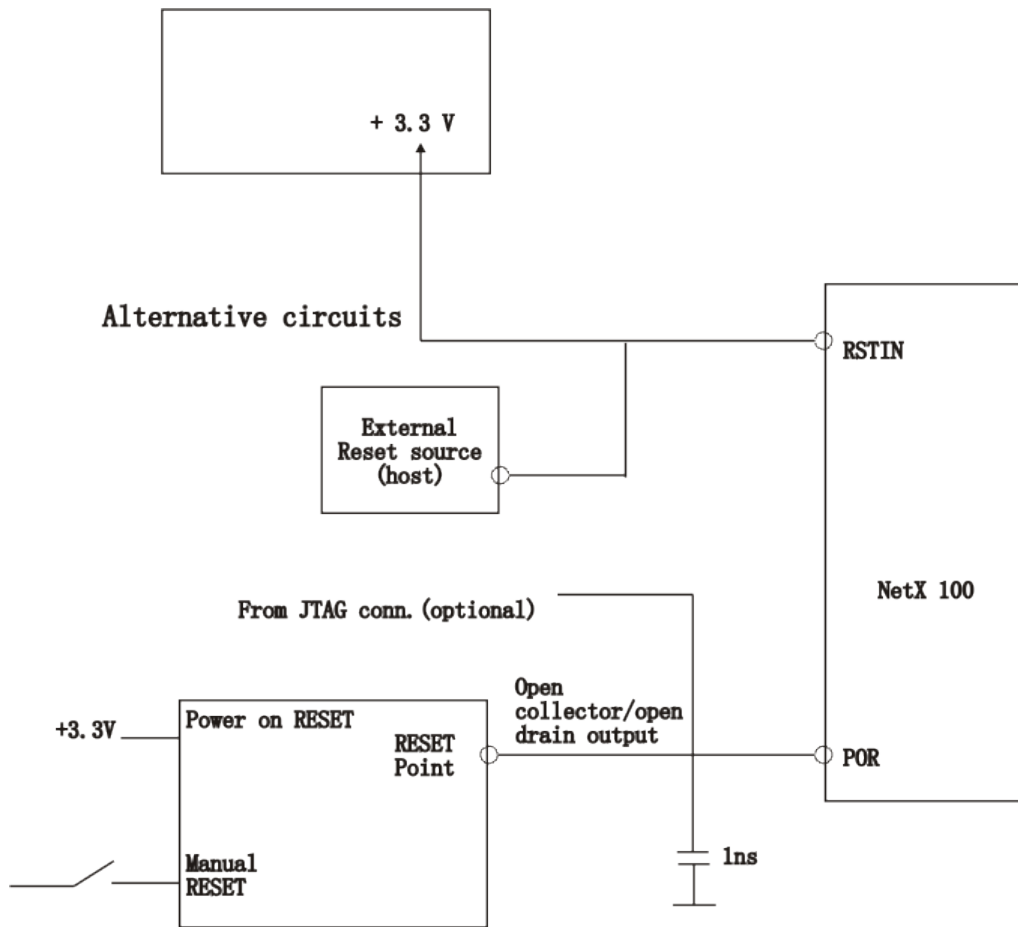 + 3.3 V
Alternative circuits
RSTIN
External
Reset source
(host)
NetX 100
From JTAG conn.(optional)
Open
collector/open
drain output
Power on RESET
+3.3V
RESET
Point
POR
Manual
RESET
1ns